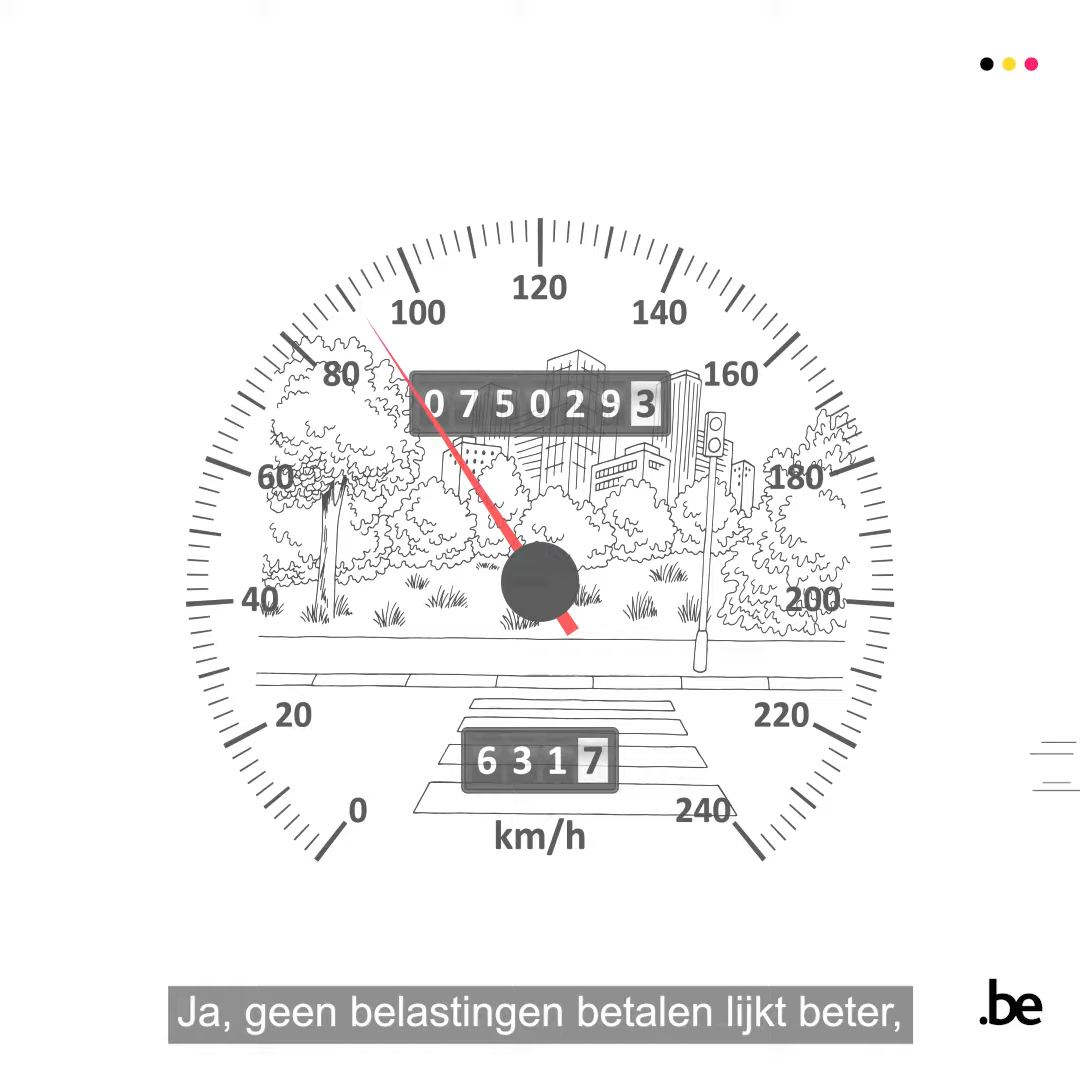 120
100 140
80 160
0 7 5 0 2 9 3
60 180
40 200
20 220
6 3 1 7
0 240
km/h
.be
Ja, geen belastingen betalen lijkt beter,